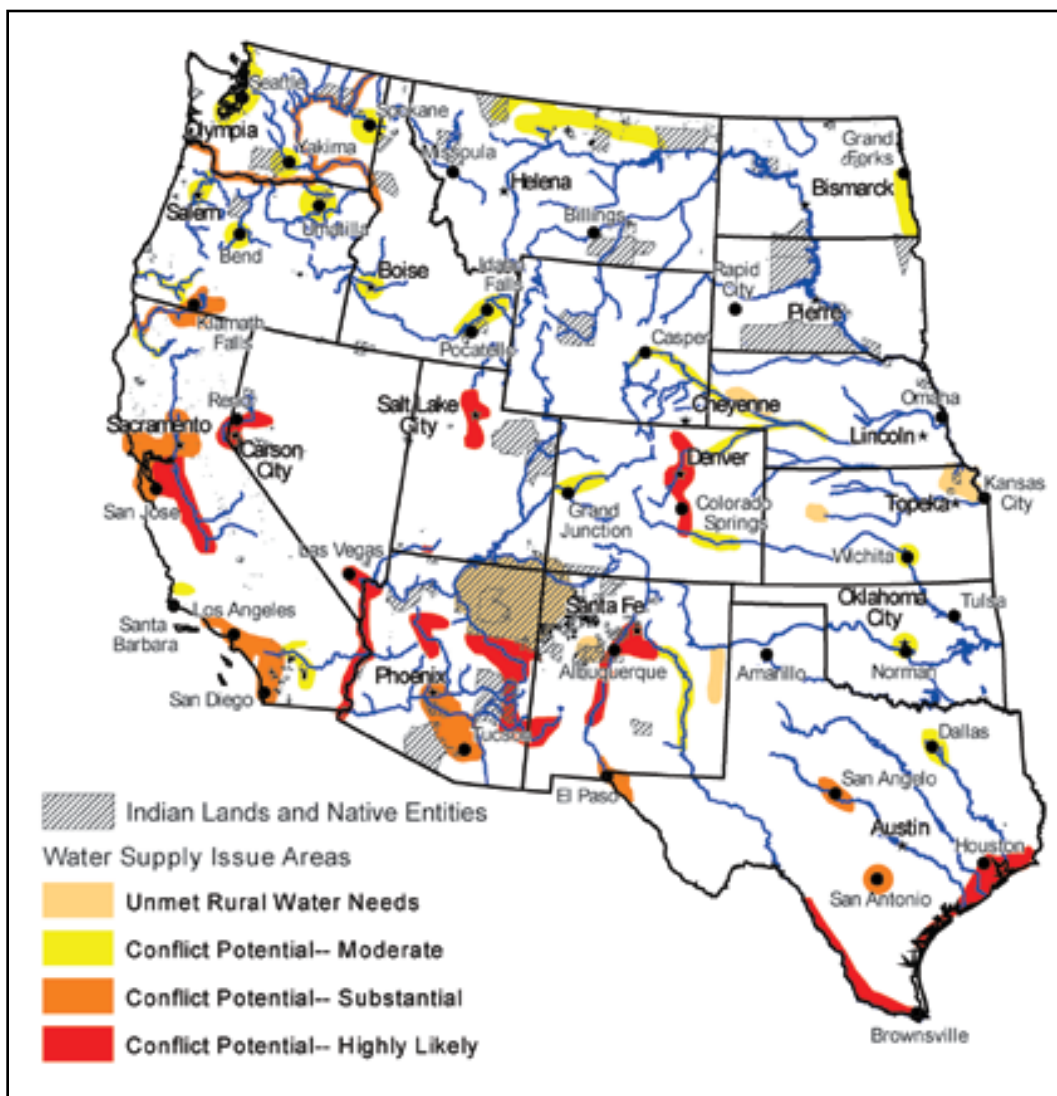 Seattle
Spokane
Olympia
Yakima
Missoula
Grand
Forks
Helena
Bismarck
Salem
Umatilla
Billings
Bend
Boise
Idaho
Falls
Rapid
City
Pierre
Klamath
Falls
Pocatello
Casper
Reno
Salt Lake
City
Cheyenne
Omaha
Sacramento
Carson
City
Lincoln
Denver
Kansas
City
Topeka
San Jose
Grand
Junction
Colorado
Springs
Las Vegas
Wichita
Santa Fe
Oklahoma
City
Tulsa
Los Angeles
Santa
Barbara
Albuquerque
Amarillo
Norman
Phoenix
San Diego
Tucson
Dallas
El Paso
San Angelo
Austin
Houston
San Antonio
Brownsville
Indian Lands and Native Entities
Water Supply Issue Areas
Unmet Rural Water Needs
Conflict Potential-- Moderate
Conflict Potential-- Substantial
Conflict Potential-- Highly Likely